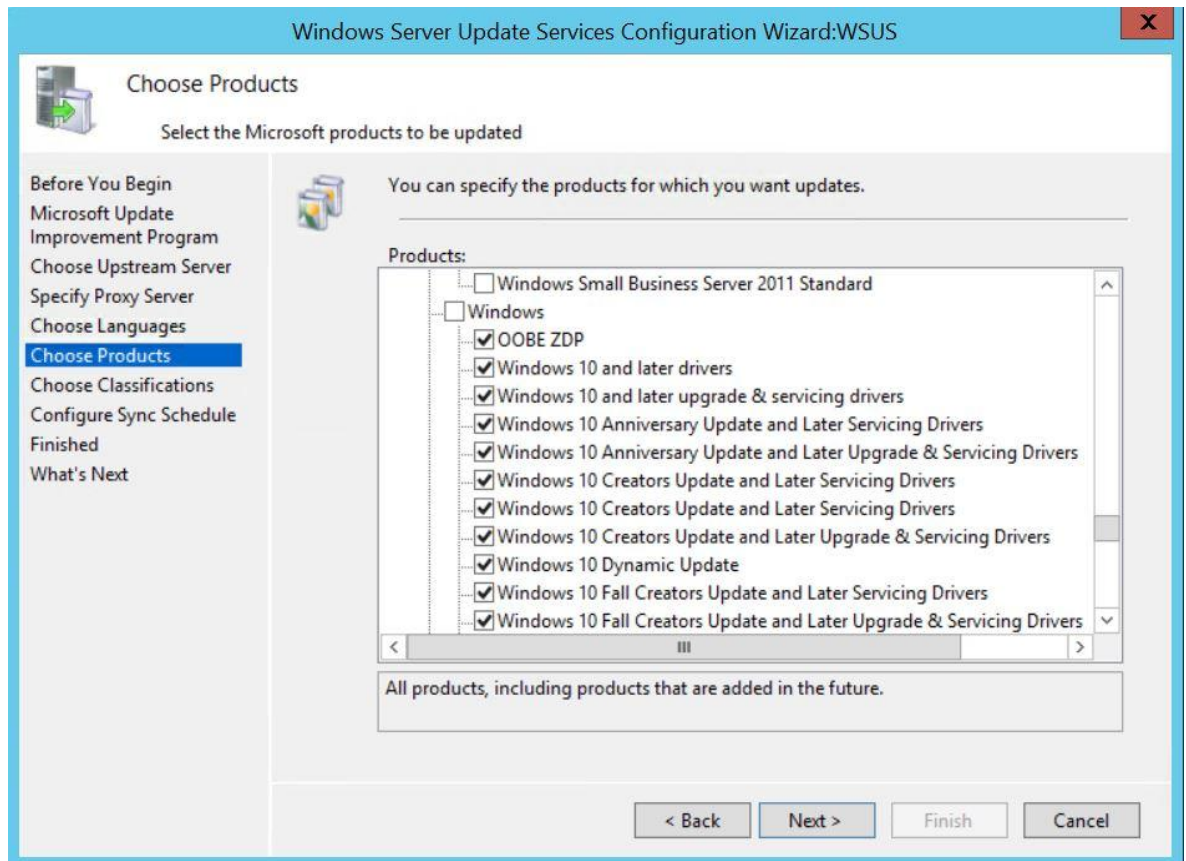 Windows Server Update Services Configuration Wizard:WSUS
X
Choose Products
Select the Microsoft products to be updated
Before You Begin
Microsoft Update
Improvement Program
Choose Upstream Server
Specify Proxy Server
Choose Languages
Choose Products
Choose Classifications
Configure Sync Schedule
Finished
What's Next
You can specify the products for which you want updates.
Products:
Windows Small Business Server 2011 Standard
Windows
OOBE ZDP
Windows 10 and later drivers
Windows 10 and later upgrade & servicing drivers
Windows 10 Anniversary Update and Later Servicing Drivers
Windows 10 Anniversary Update and Later Upgrade & Servicing Drivers
Windows 10 Creators Update and Later Servicing Drivers
Windows 10 Creators Update and Later Servicing Drivers
Windows 10 Creators Update and Later Upgrade & Servicing Drivers
Windows 10 Dynamic Update
Windows 10 Fall Creators Update and Later Servicing Drivers
Windows 10 Fall Creators Update and Later Upgrade & Servicing Drivers
All products, including products that are added in the future.
< Back
Next >
Finish
Cancel